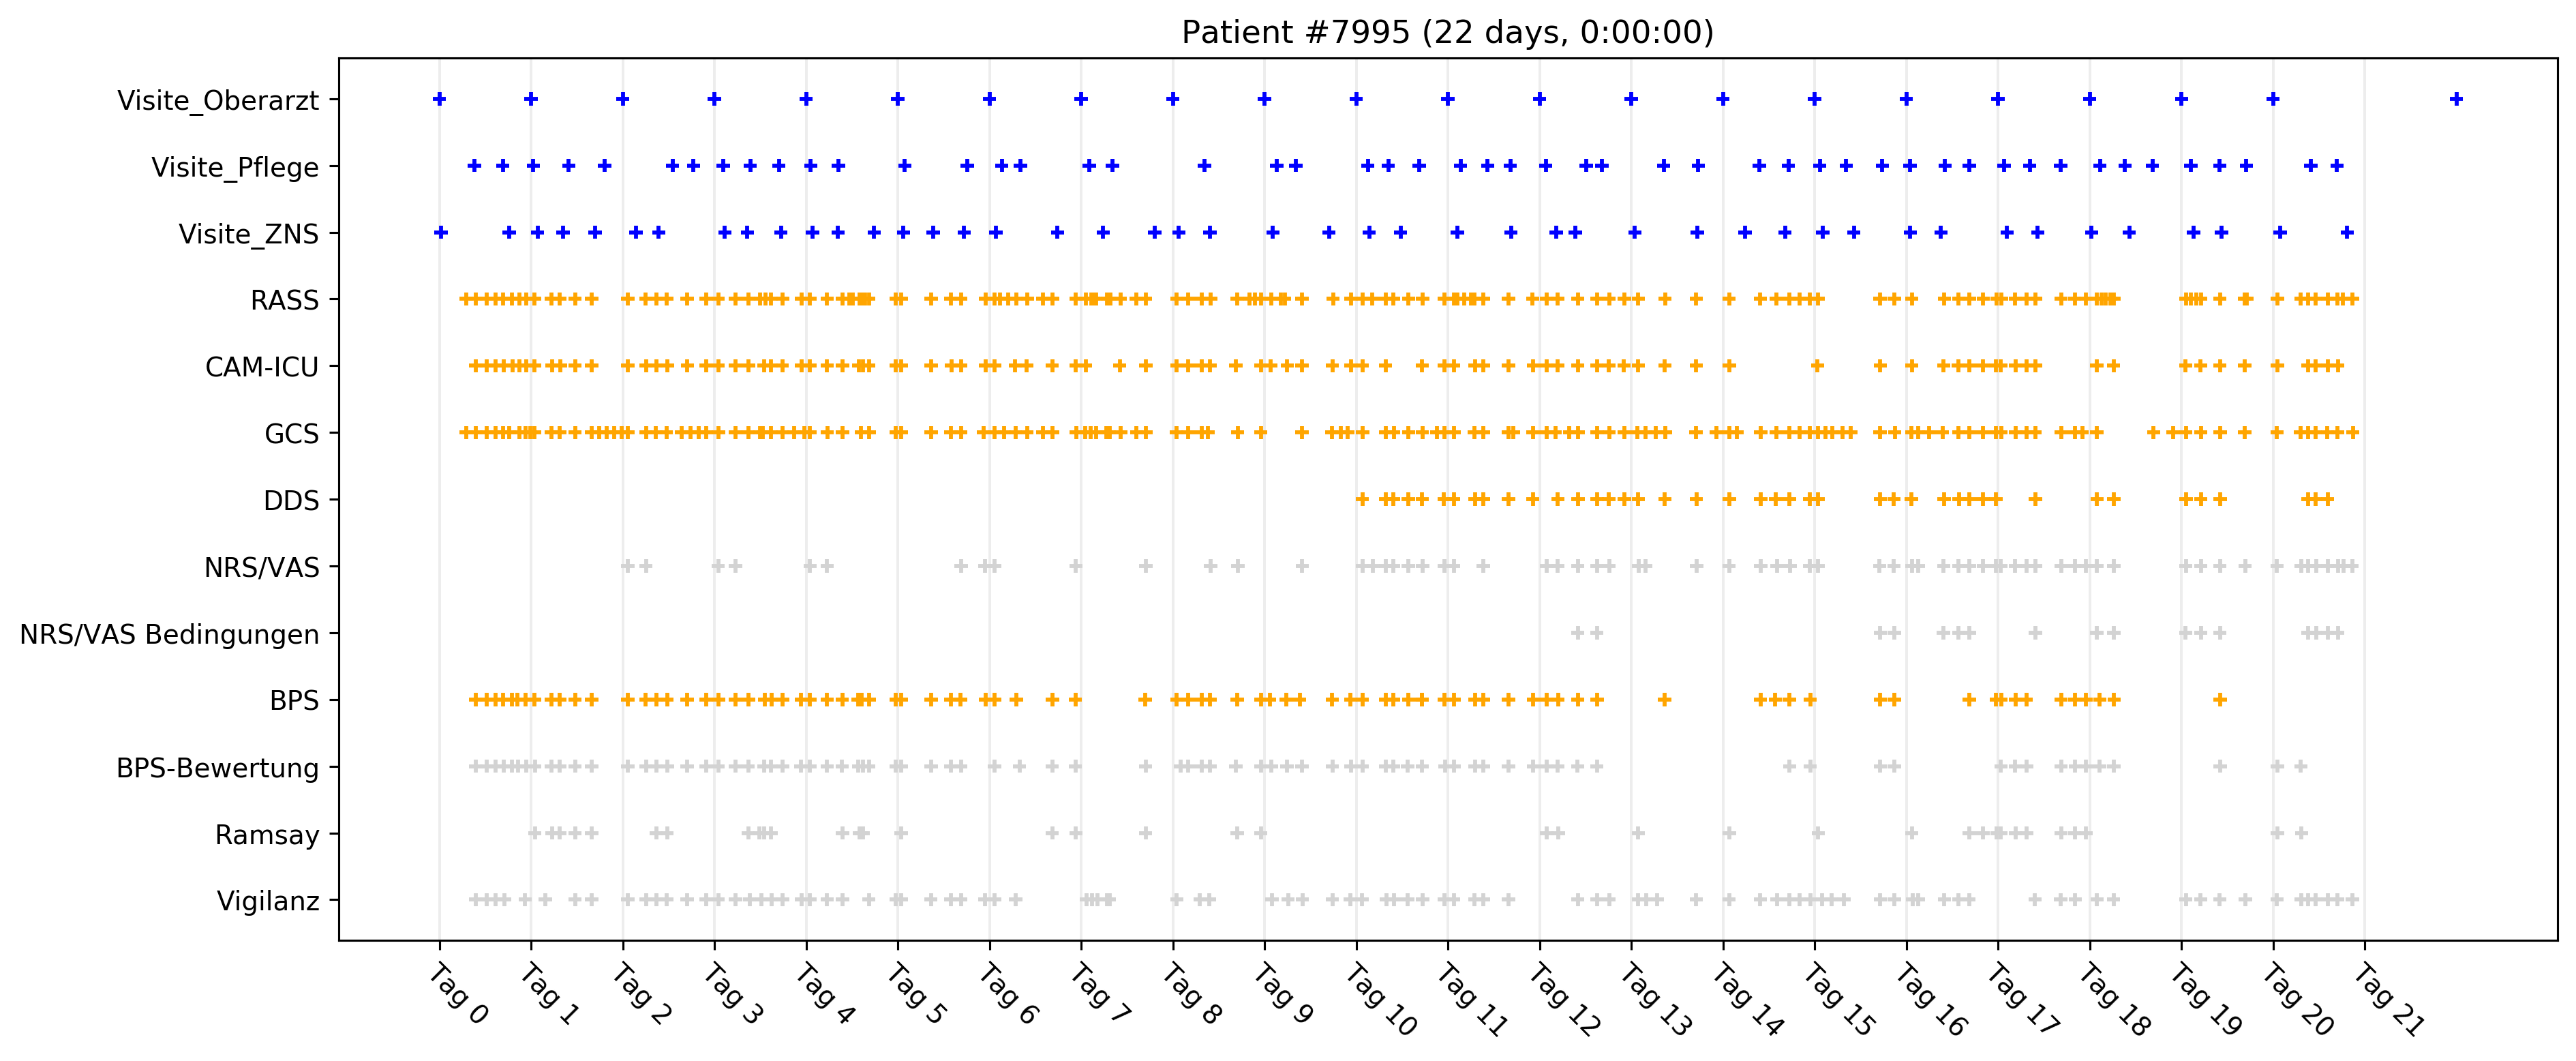 Patient #7995 (22 days, 0:00:00)
Visite_Oberarzt
Visite_Pflege
Visite_ZNS
RASS
CAM-ICU
GCS
DDS
NRS/VAS
NRS/VAS Bedingungen
BPS
BPS-Bewertung
Ramsay
Vigilanz
Tag 0
Tag 1
Tag 2
Tag 3
Tag 4
Tag 5
Tag 6
Tag 7
Tag 8
Tag 9
Tag 10
Tag 11
Tag 12
Tag 13
Tag 14
Tag 15
Tag 16
Tag 17
Tag 18
Tag 19
Tag 20
Tag 21